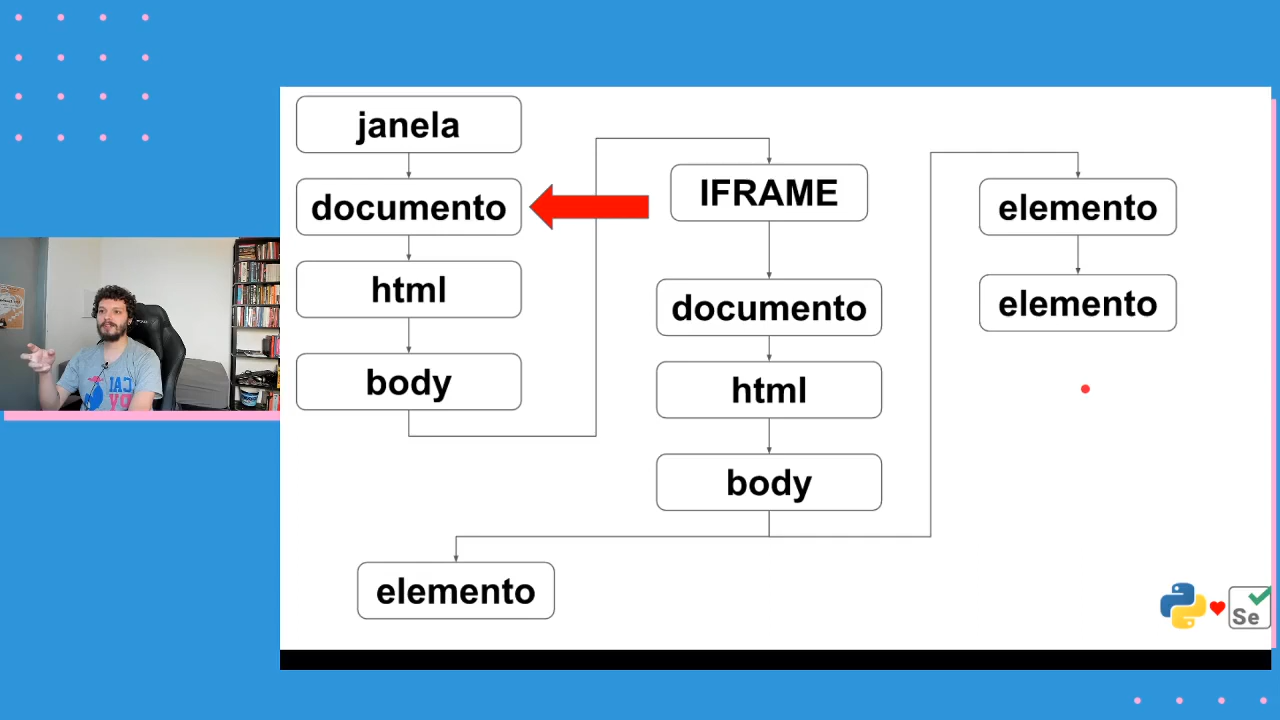 janela
documento
html
body
IFRAME
documento
html
body
elemento
elemento
elemento
Se